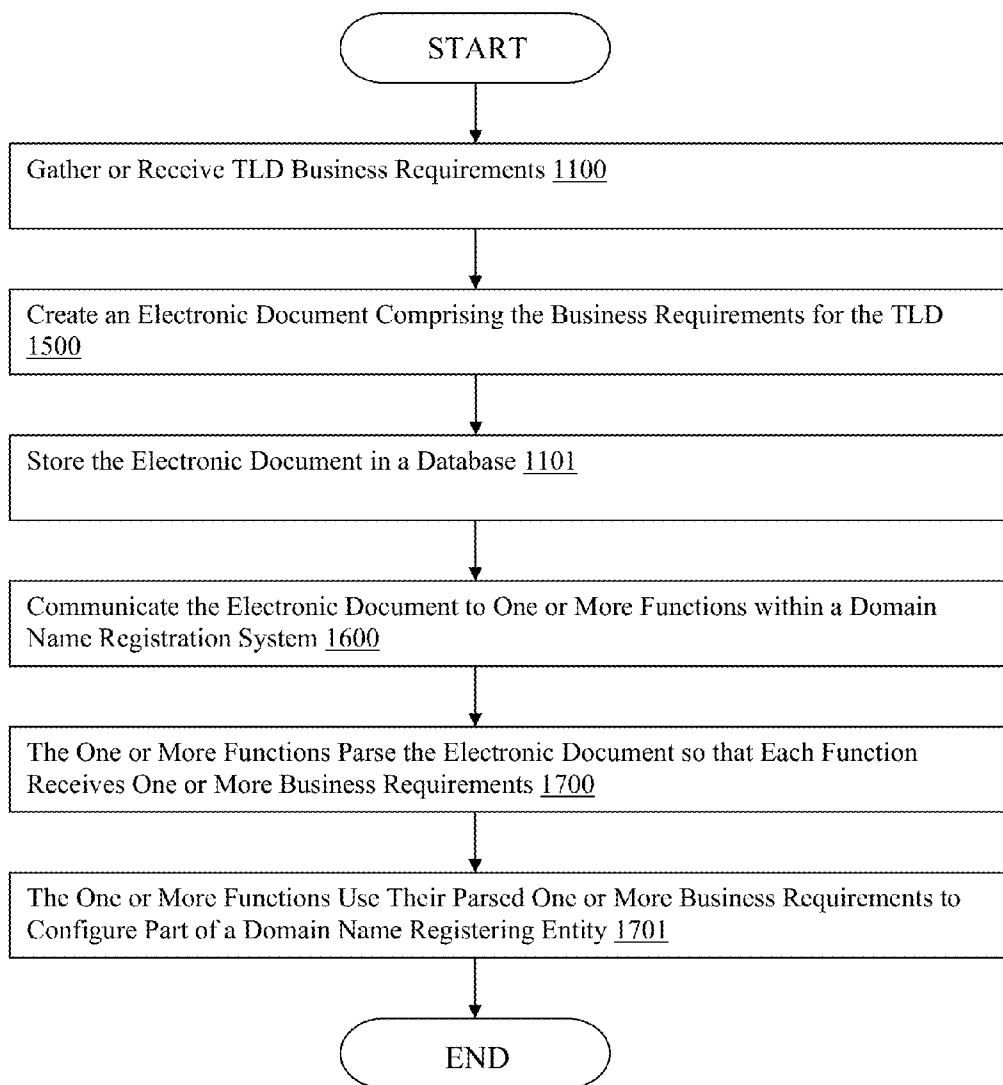 START
Gather or Receive TLD Business Requirements 1100
Create an Electronic Document Comprising the Business Requirements for the TLD
1500
Store the Electronic Document in a Database 1101
Communicate the Electronic Document to One or More Functions within a Domain
Name Registration System 1600
The One or More Functions Parse the Electronic Document so that Each Function
Receives One or More Business Requirements 1700
The One or More Functions Use Their Parsed One or More Business Requirements to
Configure Part of a Domain Name Registering Entity 1701
END